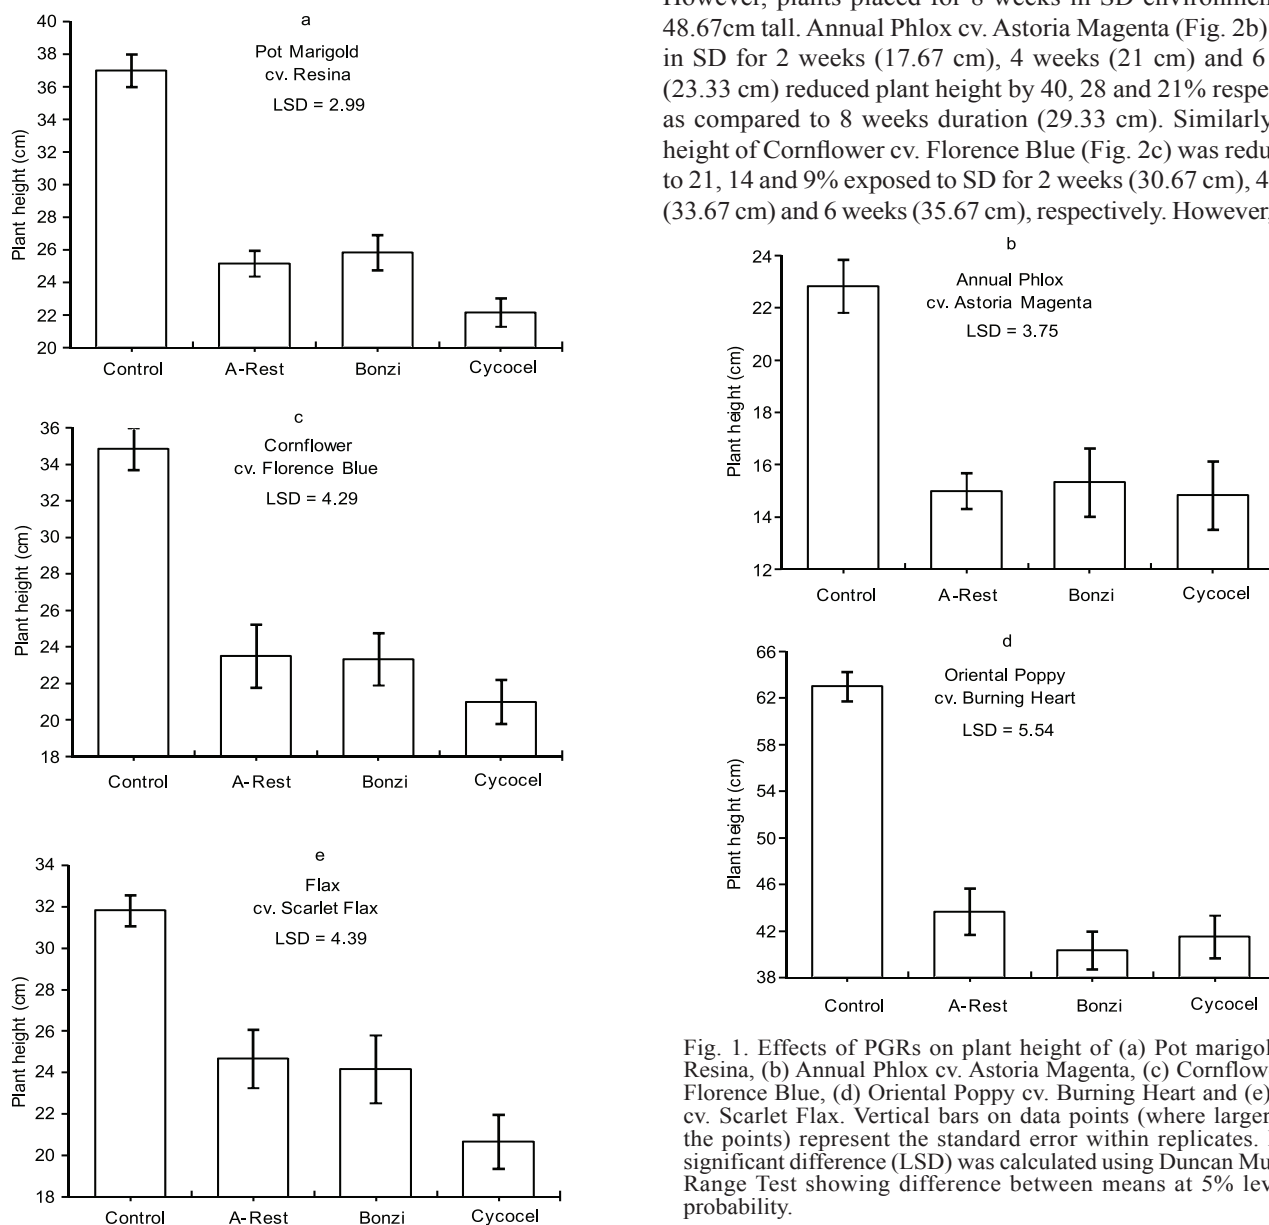 However, plants placed for 8 weeks in SD environment
48.67cm tall. Annual Phlox cv. Astoria Magenta (Fig. 2b)
in SD for 2 weeks (17.67 cm), 4 weeks (21 cm) and 6
(23.33 cm) reduced plant height by 40, 28 and 21% respe
as compared to 8 weeks duration (29.33 cm). Similarly
height of Cornflower cv. Florence Blue (Fig. 2c) was redu
to 21, 14 and 9% exposed to SD for 2 weeks (30.67 cm), 4
(33.67 cm) and 6 weeks (35.67 cm), respectively. However,
a
Pot Marigold
cv. Resina
LSD = 2.99
Plant height (cm)
40
38
36
34
32
26
24
22
20
Control A-Rest Bonzi Cycocel
b
Annual Phlox
cv. Astoria Magenta
LSD = 3.75
Plant height (cm)
24
22
20
18
16
14
12
Control A-Rest Bonzi Cycocel
c
Cornflower
cv. Florence Blue
LSD = 4.29
Plant height (cm)
36
34
32
30
26
24
22
20
18
Control A-Rest Bonzi Cycocel
d
Oriental Poppy
cv. Burning Heart
LSD = 5.54
Plant height (cm)
66
62
58
54
50
46
42
38
Control A-Rest Bonzi Cycocel
e
Flax
cv. Scarlet Flax
LSD = 4.39
Plant height (cm)
34
32
30
28
26
24
22
20
18
Control A-Rest Bonzi Cycocel
Fig. 1. Effects of PGRs on plant height of (a) Pot marigol
Resina, (b) Annual Phlox cv. Astoria Magenta, (c) Cornflow
Florence Blue, (d) Oriental Poppy cv. Burning Heart and (e)
cv. Scarlet Flax. Vertical bars on data points (where larger
the points) represent the standard error within replicates.
significant difference (LSD) was calculated using Duncan Mu
Range Test showing difference between means at 5% lev
probability.